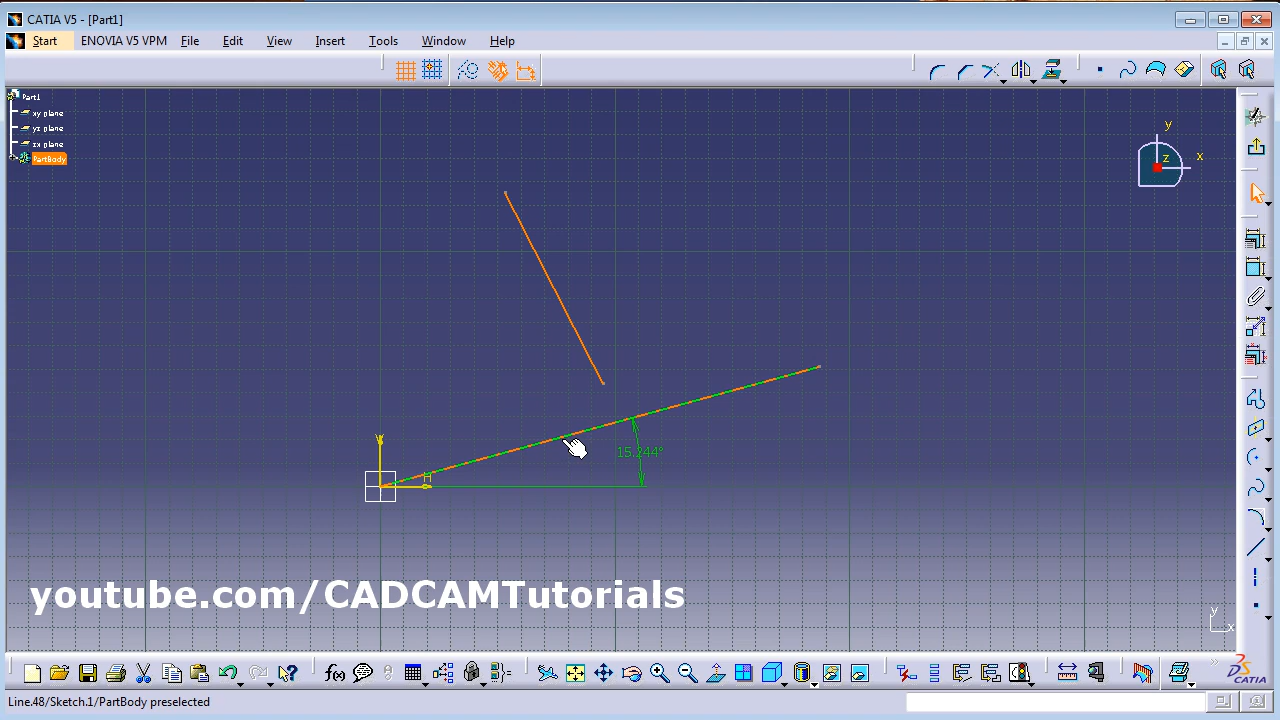 CATIA V5 - [Part1]
Start ENOVIA V5 VPM File Edit View Insert Tools Window Help
Part1
xy plane
yz plane
zx plane
PartBody
y
x
z
V
H
15.244°
youtube.com/CADCAMTutorials
y
x
f(x)
CATIA
Line.48/Sketch.1/PartBody preselected